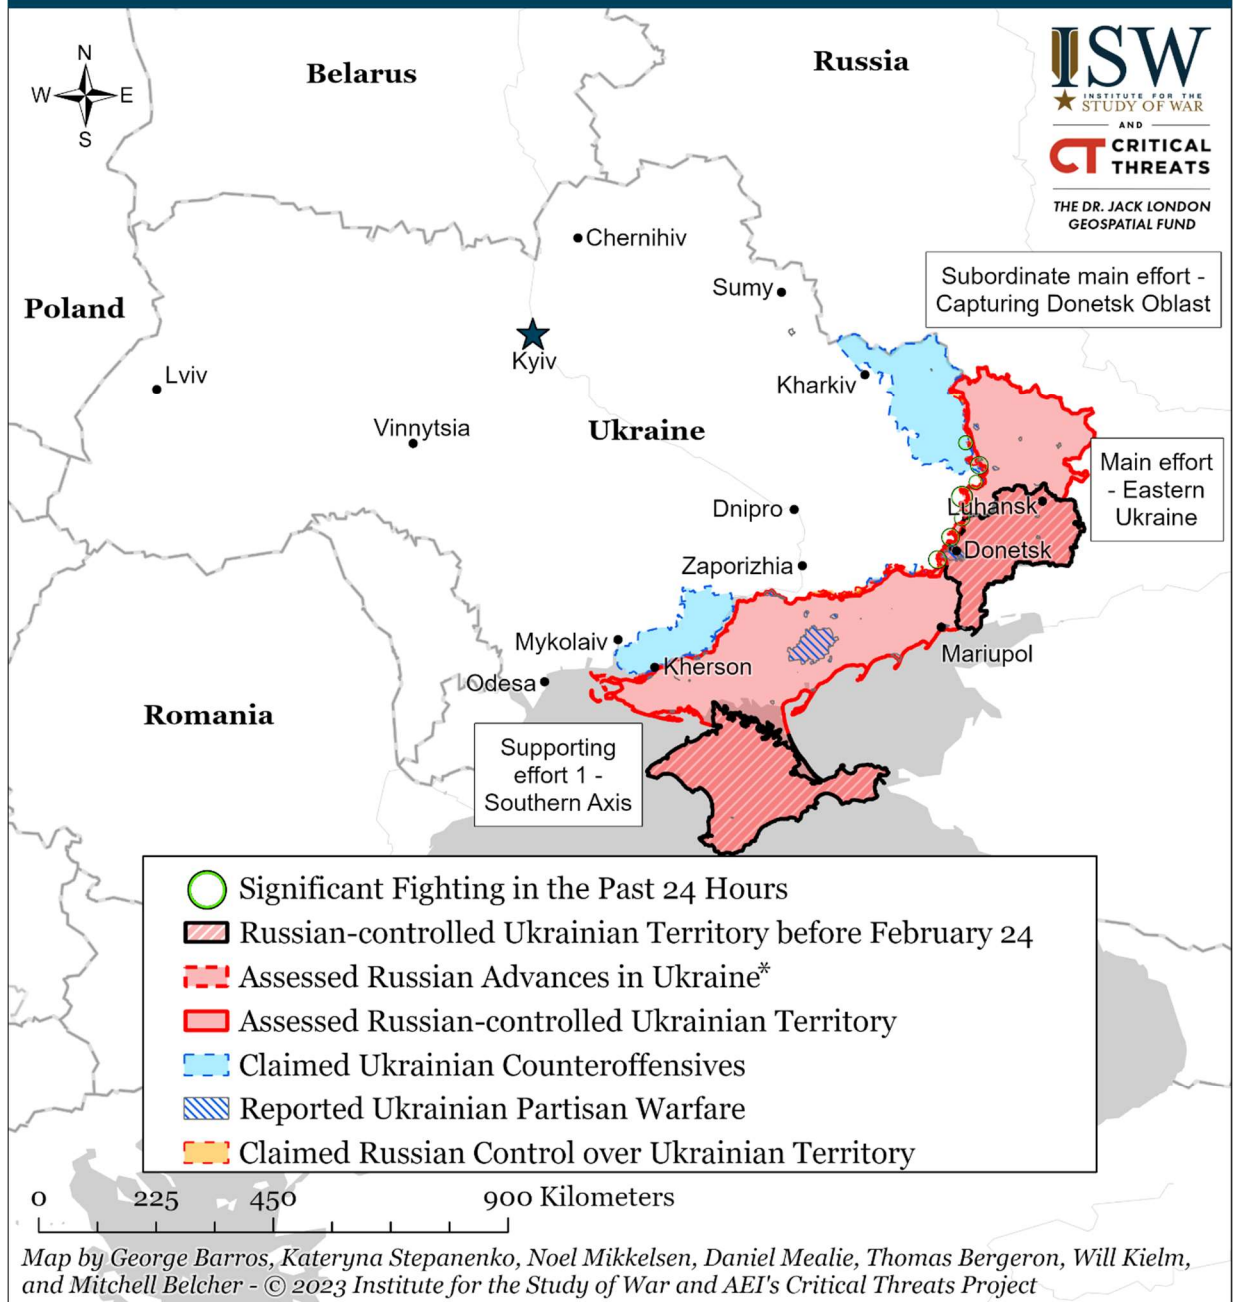 N
W E
S
Belarus
Russia
ISW
INSTITUTE FOR THE
STUDY OF WAR
AND
CT CRITICAL
THREATS
THE DR. JACK LONDON
GEOSPATIAL FUND
Chernihiv
Sumy
Subordinate main effort -
Capturing Donetsk Oblast
Poland
Kyiv
Lviv
Kharkiv
Vinnytsia
Ukraine
Main effort
- Eastern
Ukraine
Dnipro
Luhansk
Donetsk
Zaporizhia
Mykolaiv
Mariupol
Kherson
Odesa
Romania
Supporting
effort 1 -
Southern Axis
Significant Fighting in the Past 24 Hours
Russian-controlled Ukrainian Territory before February 24
Assessed Russian Advances in Ukraine*
Assessed Russian-controlled Ukrainian Territory
Claimed Ukrainian Counteroffensives
Reported Ukrainian Partisan Warfare
Claimed Russian Control over Ukrainian Territory
0 225 450 900 Kilometers
Map by George Barros, Kateryna Stepanenko, Noel Mikkelsen, Daniel Mealie, Thomas Bergeron, Will Kielm,
and Mitchell Belcher - © 2023 Institute for the Study of War and AEI's Critical Threats Project